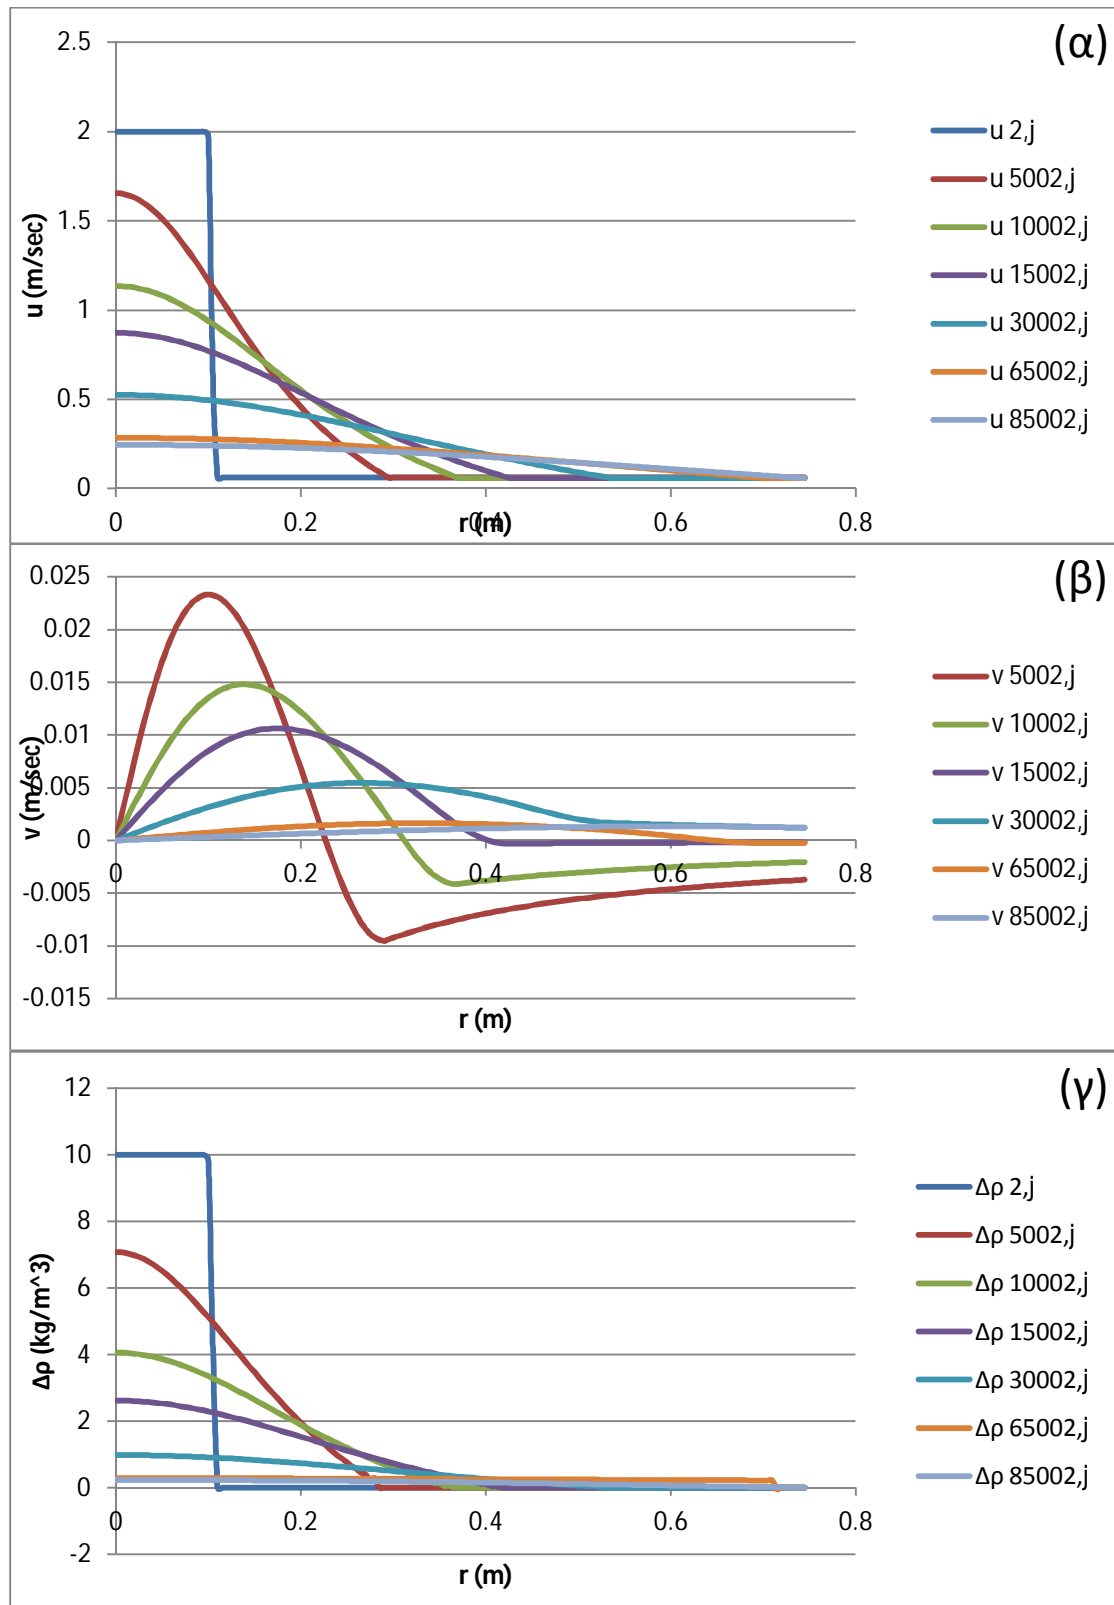 (α)
2.5
2
1.5
1
0.5
0
u (m/sec)
0 0.2 0.4 0.6 0.8
r (m)
u 2,j
u 5002,j
u 10002,j
u 15002,j
u 30002,j
u 65002,j
u 85002,j
(β)
0.025
0.02
0.015
0.01
0.005
0
-0.005
-0.01
-0.015
v (m/sec)
0 0.2 0.4 0.6 0.8
r (m)
v 5002,j
v 10002,j
v 15002,j
v 30002,j
v 65002,j
v 85002,j
(γ)
12
10
8
6
4
2
0
-2
Δρ (kg/m^3)
0 0.2 0.4 0.6 0.8
r (m)
Δρ 2,j
Δρ 5002,j
Δρ 10002,j
Δρ 15002,j
Δρ 30002,j
Δρ 65002,j
Δρ 85002,j